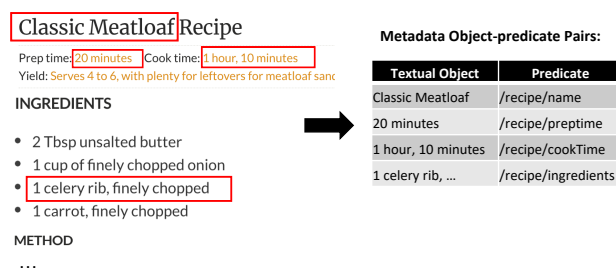 Classic Meatloaf Recipe
Prep time: 20 minutes Cook time: 1 hour, 10 minutes
Yield: Serves 4 to 6, with plenty for leftovers for meatloaf sand
INGREDIENTS
• 2 Tbsp unsalted butter
• 1 cup of finely chopped onion
• 1 celery rib, finely chopped
• 1 carrot, finely chopped
METHOD
...
Metadata Object-predicate Pairs:
Textual Object Predicate
Classic Meatloaf /recipe/name
20 minutes /recipe/preptime
1 hour, 10 minutes /recipe/cookTime
1 celery rib, ... /recipe/ingredients